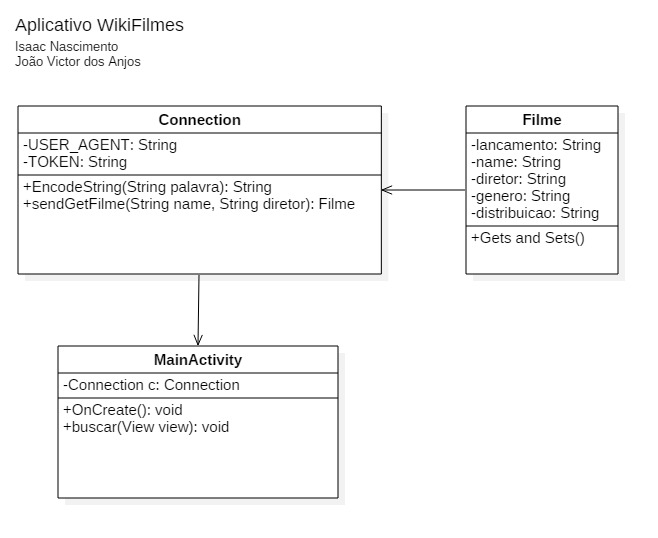 Aplicativo WikiFilmes
Isaac Nascimento
João Victor dos Anjos
Connection
-USER_AGENT: String
-TOKEN: String
+EncodeString(String palavra): String
+sendGetFilme(String name, String diretor): Filme
Filme
-lancamento: String
-name: String
-diretor: String
-genero: String
-distribuicao: String
+Gets and Sets()
MainActivity
-Connection c: Connection
+OnCreate(): void
+buscar(View view): void